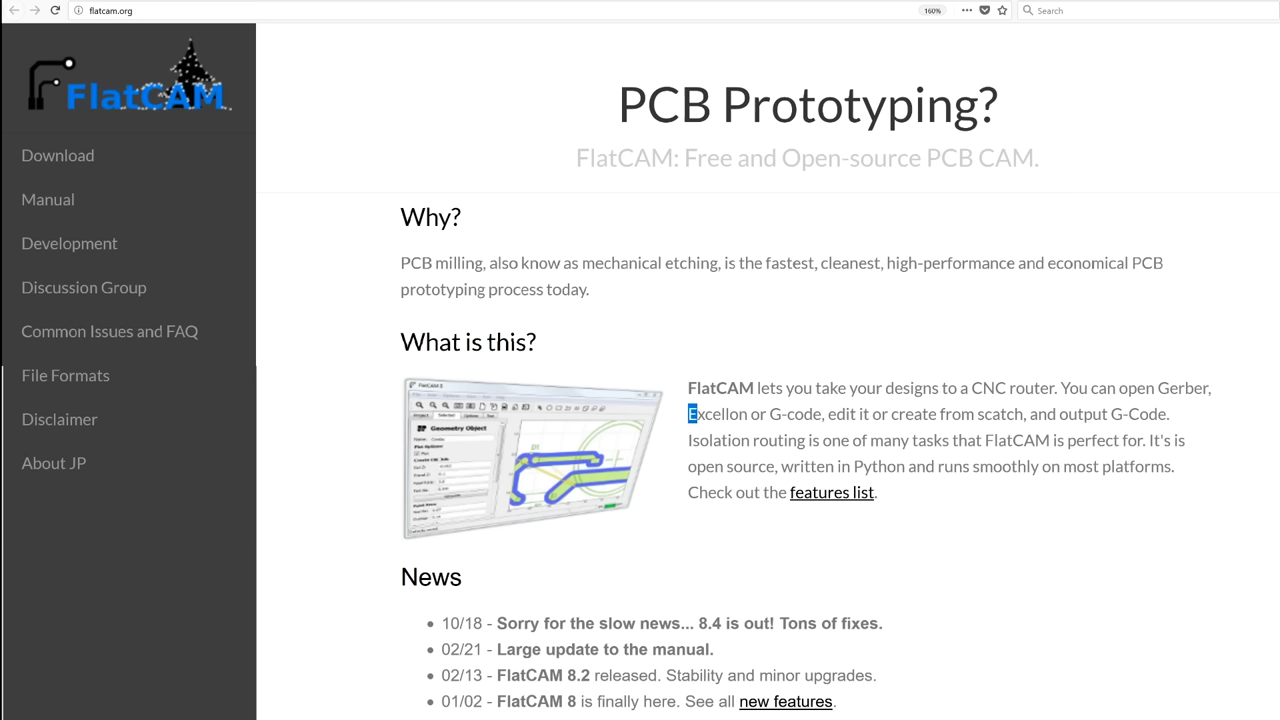 flatcam.org
160%
Search
FlatCAM
Download
Manual
Development
Discussion Group
Common Issues and FAQ
File Formats
Disclaimer
About JP
PCB Prototyping?
FlatCAM: Free and Open-source PCB CAM.
Why?
PCB milling, also know as mechanical etching, is the fastest, cleanest, high-performance and economical PCB
prototyping process today.
What is this?
FlatCAM 8
Geometry Object
FlatCAM lets you take your designs to a CNC router. You can open Gerber,
Excellon or G-code, edit it or create from scatch, and output G-Code.
Isolation routing is one of many tasks that FlatCAM is perfect for. It's is
open source, written in Python and runs smoothly on most platforms.
Check out the features list.
News
10/18 - Sorry for the slow news... 8.4 is out! Tons of fixes.
02/21 - Large update to the manual.
02/13 - FlatCAM 8.2 released. Stability and minor upgrades.
01/02 - FlatCAM 8 is finally here. See all new features.